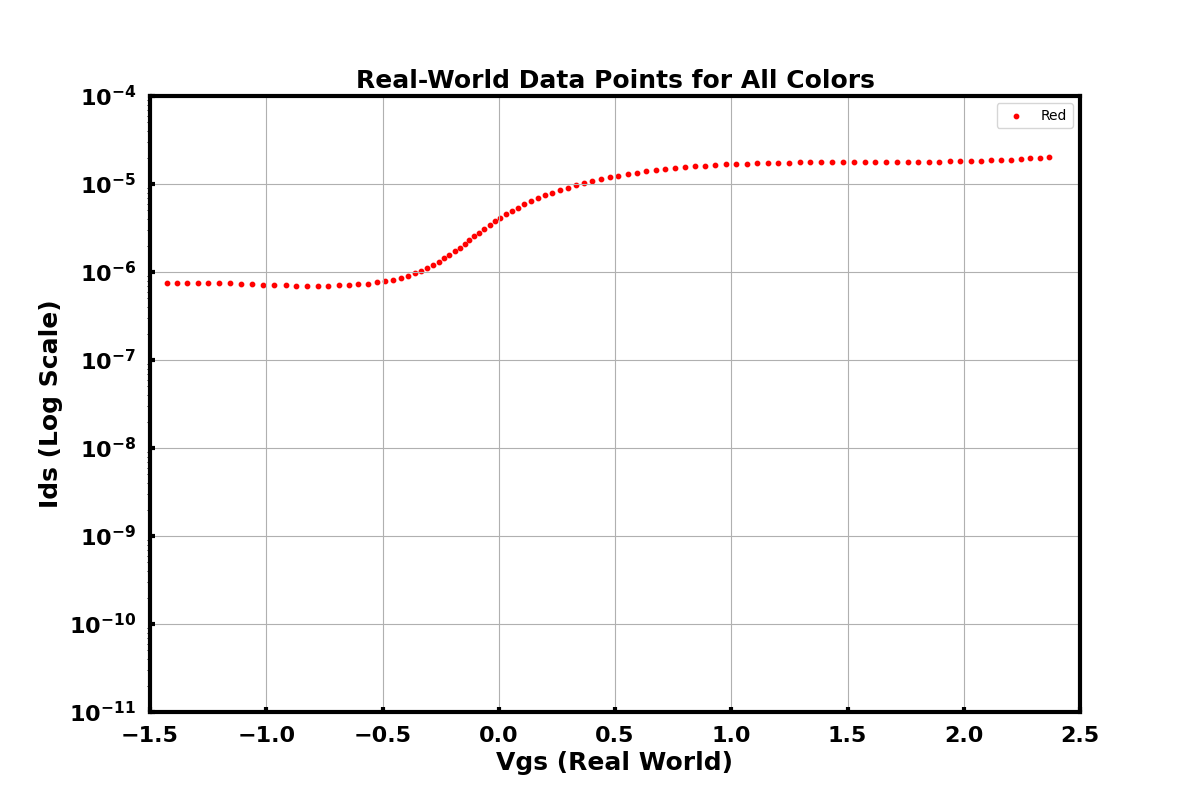 Real-World Data Points for All Colors
Red
10⁻⁴
10⁻⁵
10⁻⁶
10⁻⁷
10⁻⁸
10⁻⁹
10⁻¹⁰
10⁻¹¹
Ids (Log Scale)
−1.5 −1.0 −0.5 0.0 0.5 1.0 1.5 2.0 2.5
Vgs (Real World)